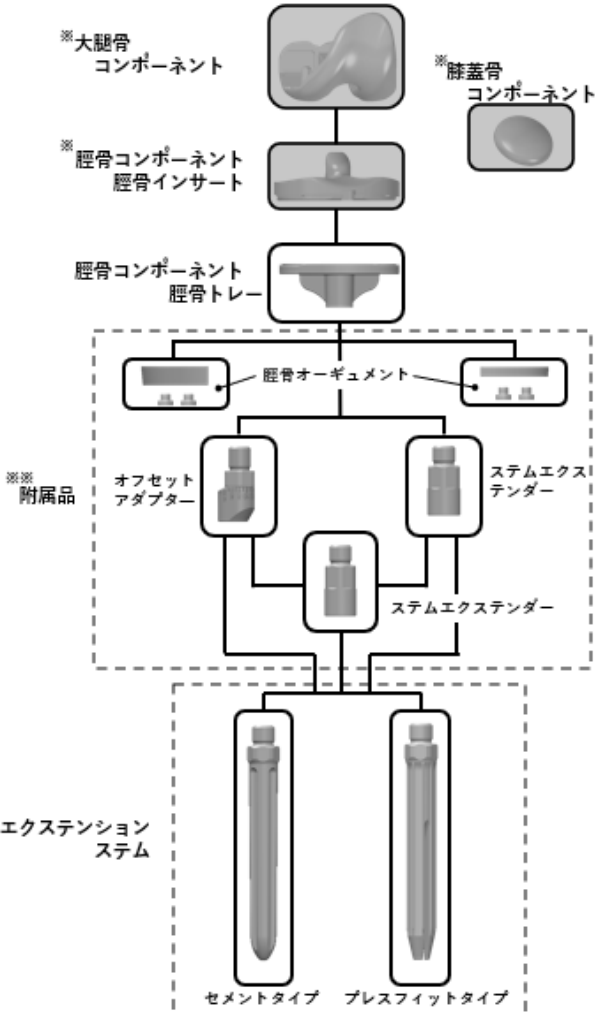 ※大腿骨
コンポーネント
※膝蓋骨
コンポーネント
※脛骨コンポーネント
脛骨インサート
脛骨コンポーネント
脛骨トレー
脛骨オーギュメント
※※
附属品
オフセット
アダプター
ステムエクス
テンダー
ステムエクステンダー
エクステンション
ステム
セメントタイプ
プレスフィットタイプ